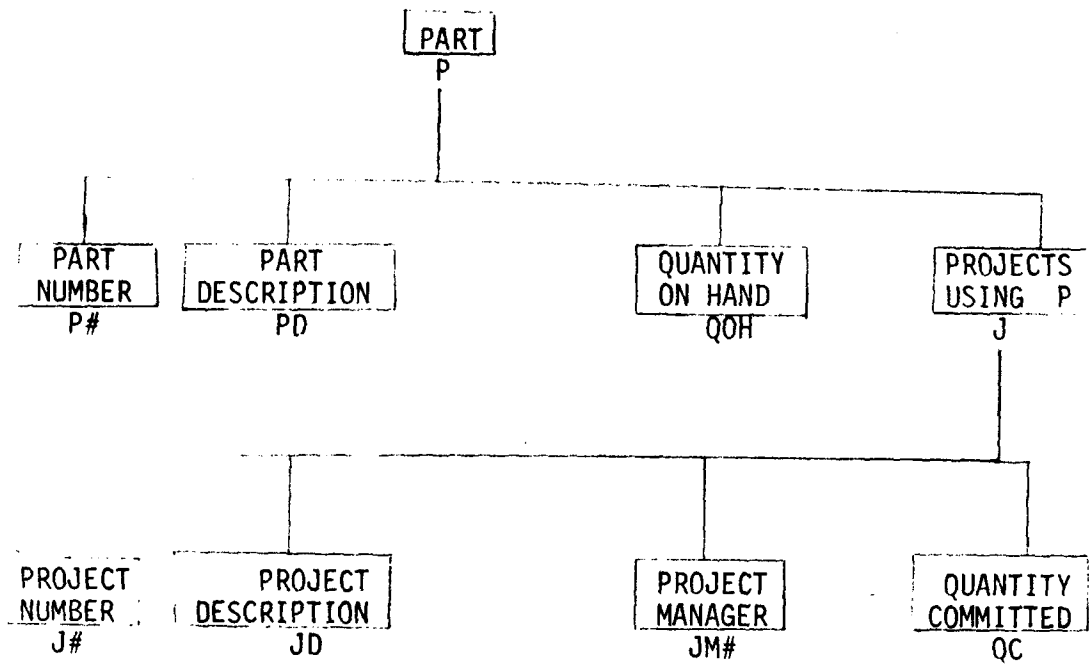 PART
P
PART
NUMBER
P#
PART
DESCRIPTION
PD
QUANTITY
ON HAND
QOH
PROJECTS
USING P
J
PROJECT
NUMBER
J#
PROJECT
DESCRIPTION
JD
PROJECT
MANAGER
JM#
QUANTITY
COMMITTED
QC